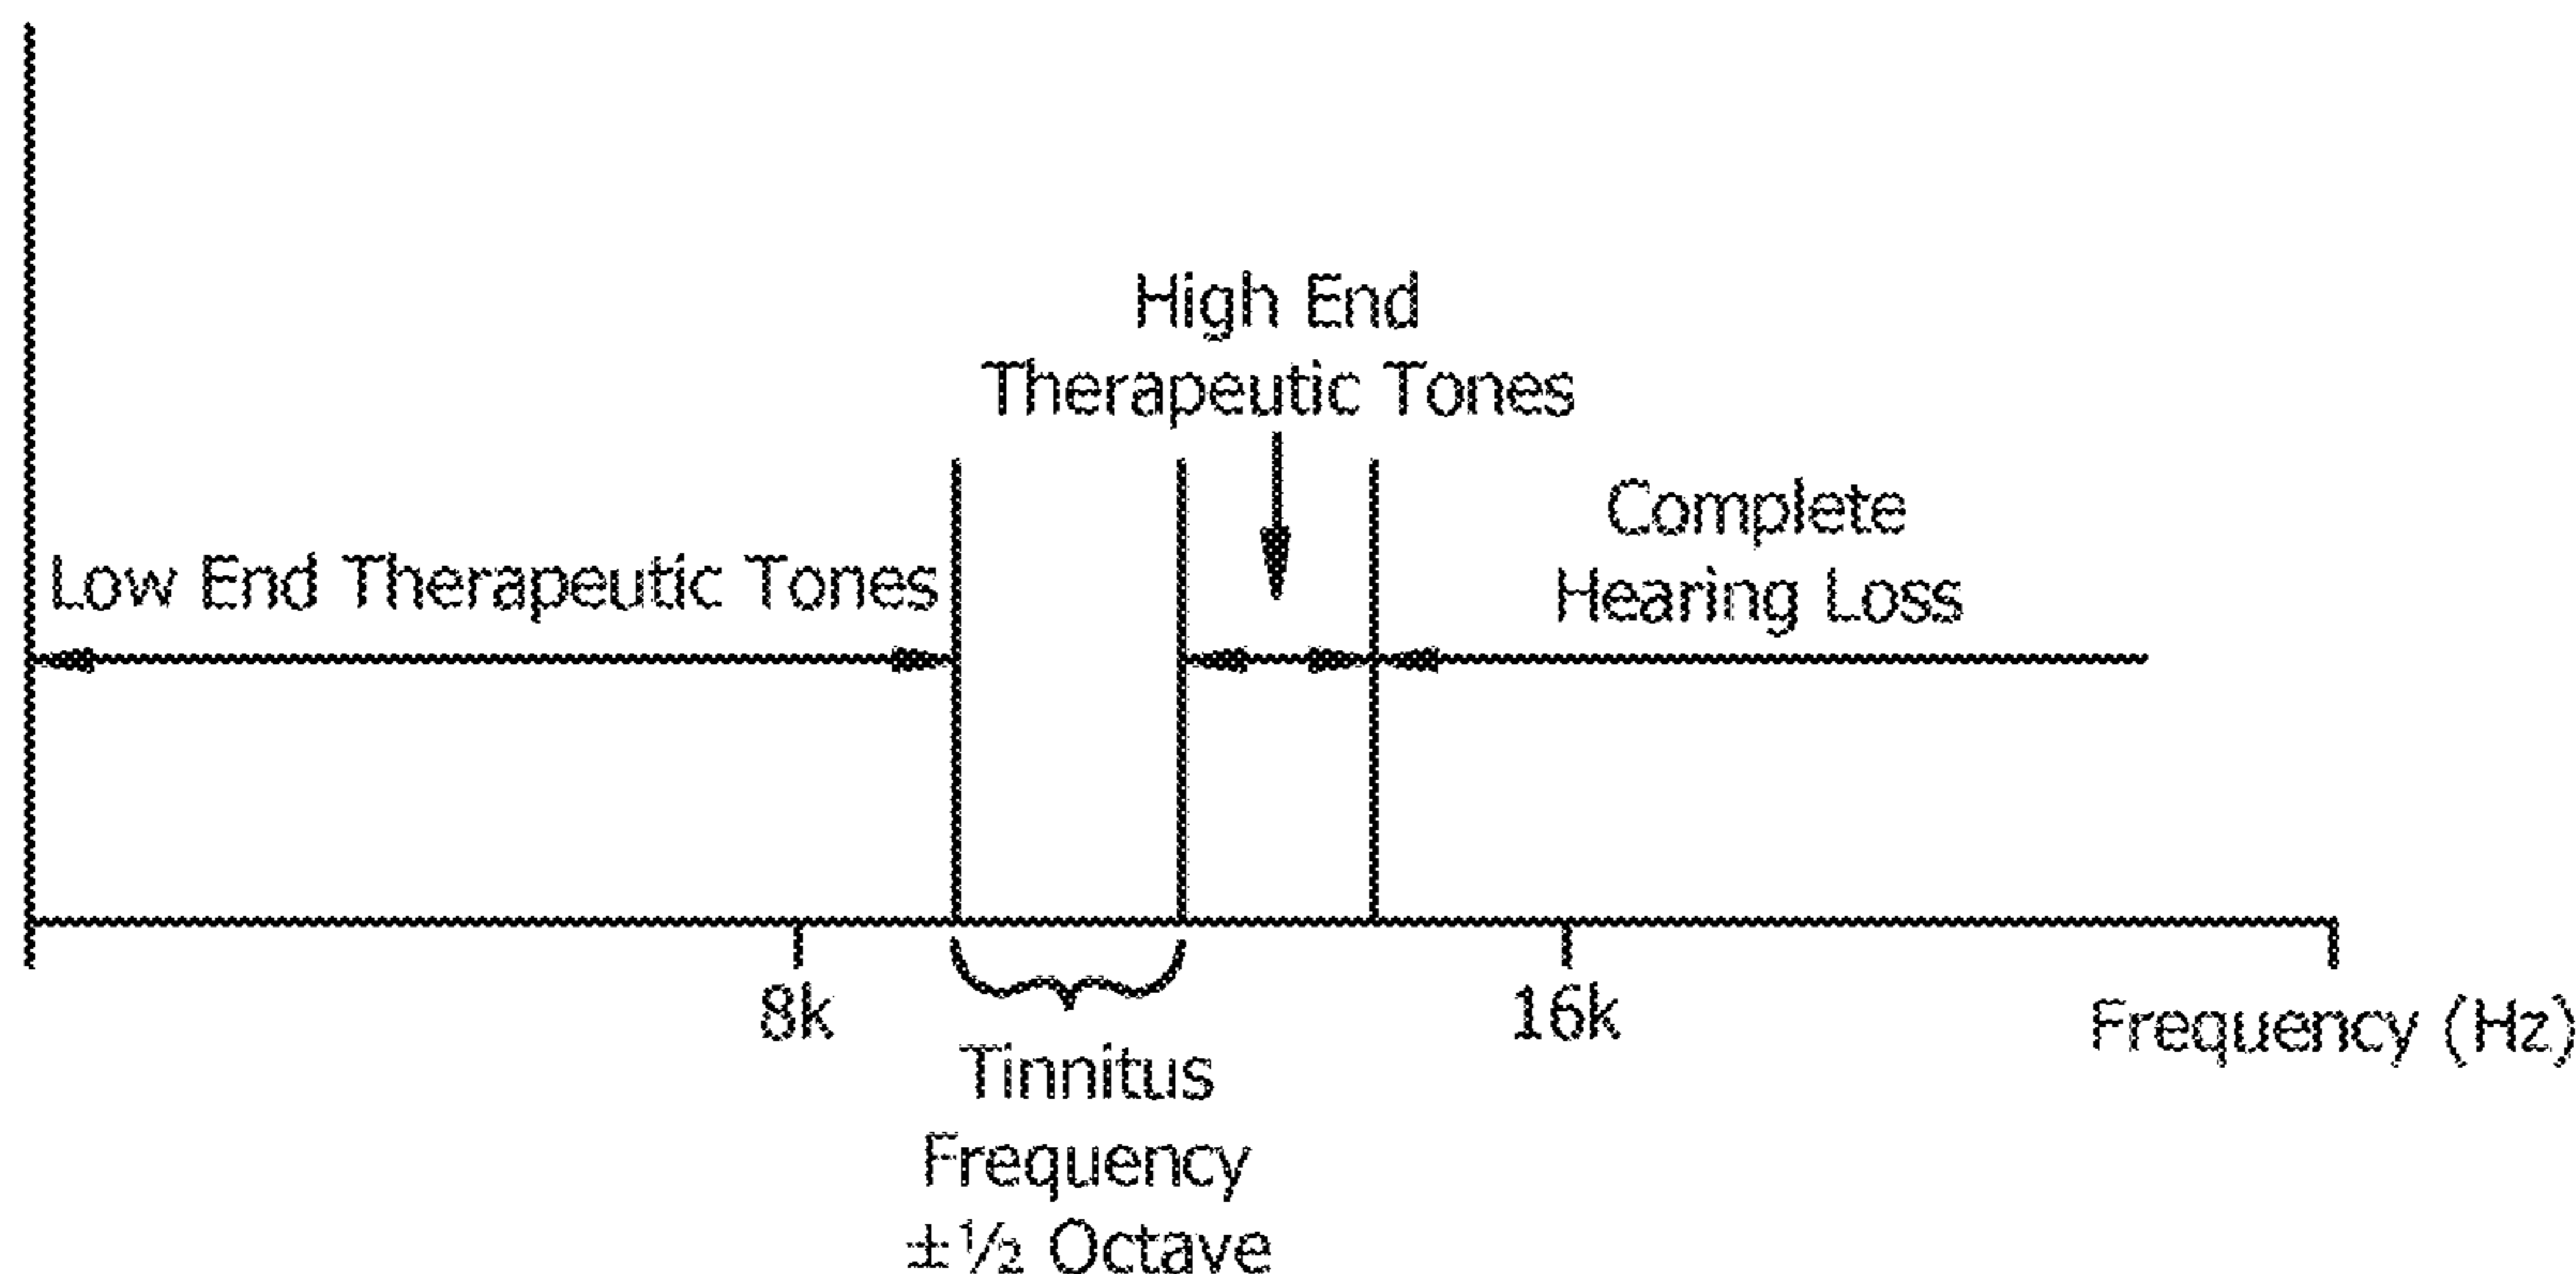 High End
Therapeutic Tones
Complete
Hearing Loss
Low End Therapeutic Tones
8k
16k
Frequency (Hz)
Tinnitus
Frequency
±½ Octave